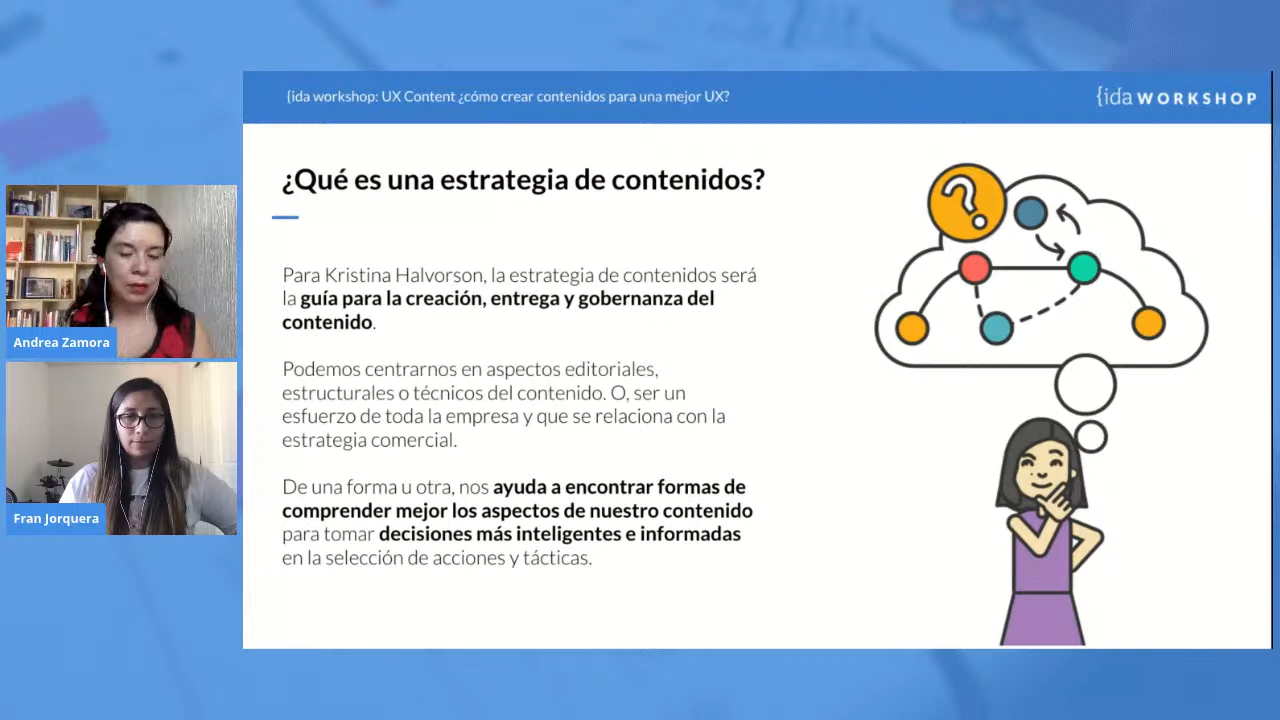 {ida workshop: UX Content ¿cómo crear contenidos para una mejor UX?
{ida WORKSHOP
¿Qué es una estrategia de contenidos?
Para Kristina Halvorson, la estrategia de contenidos será
la guía para la creación, entrega y gobernanza del
contenido.
Podemos centrarnos en aspectos editoriales,
estructurales o técnicos del contenido. O, ser un
esfuerzo de toda la empresa y que se relaciona con la
estrategia comercial.
De una forma u otra, nos ayuda a encontrar formas de
comprender mejor los aspectos de nuestro contenido
para tomar decisiones más inteligentes e informadas
en la selección de acciones y tácticas.
?
Andrea Zamora
Fran Jorquera